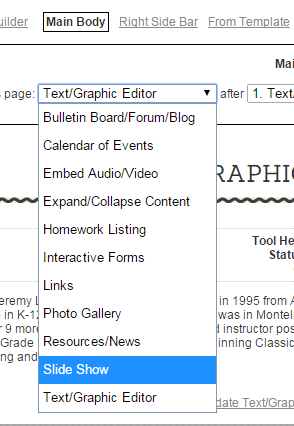 uilder Main Body Right Side Bar From Template
Mai
s page: Text/Graphic Editor after 1. Text/
Bulletin Board/Forum/Blog
Calendar of Events
Embed Audio/Video
RAPHI
Expand/Collapse Content
Homework Listing
Tool He
Interactive Forms
Statu
Links
eremy L in 1995 from A
Photo Gallery
e in K-12 was in Montel
r 9 more d instructor pos
Resources/News
Grade inning Classic
ing and
Slide Show
Text/Graphic Editor
date Text/Grap